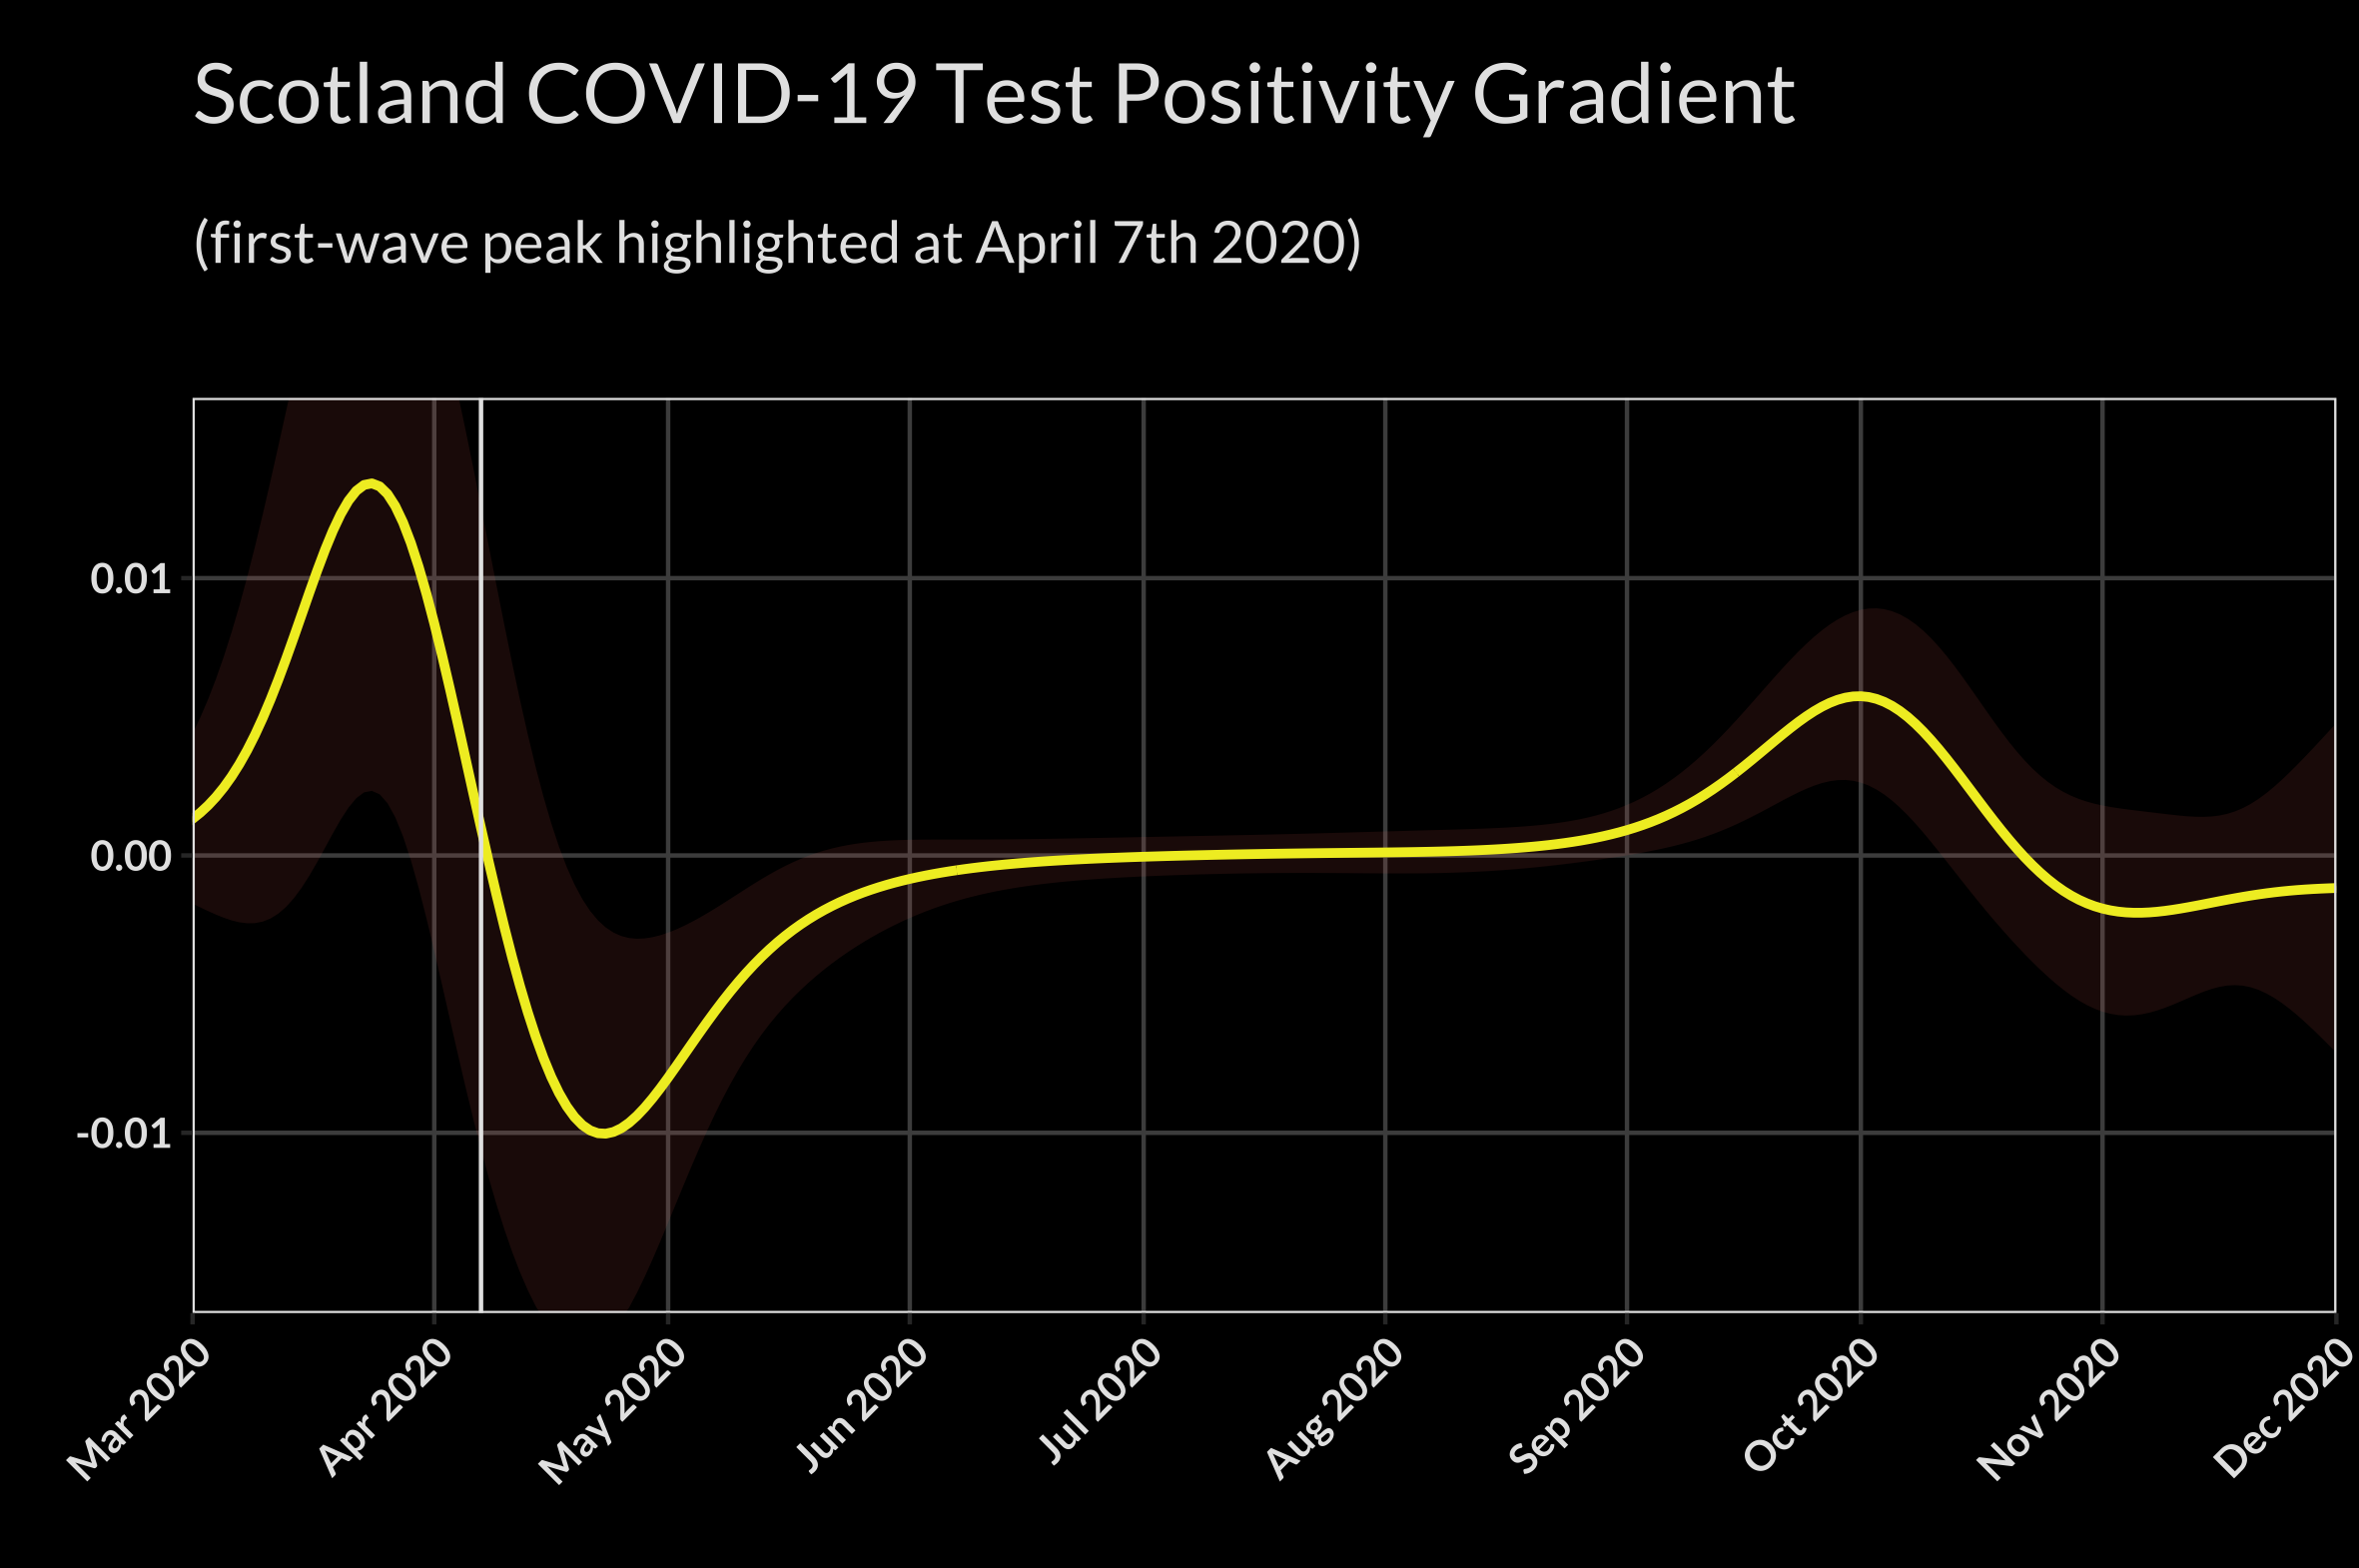 Scotland COVID-19 Test Positivity Gradient
(first-wave peak highlighted at April 7th 2020)
0.01
0.00
-0.01
Mar 2020
Apr 2020
May 2020
Jun 2020
Jul 2020
Aug 2020
Sep 2020
Oct 2020
Nov 2020
Dec 2020